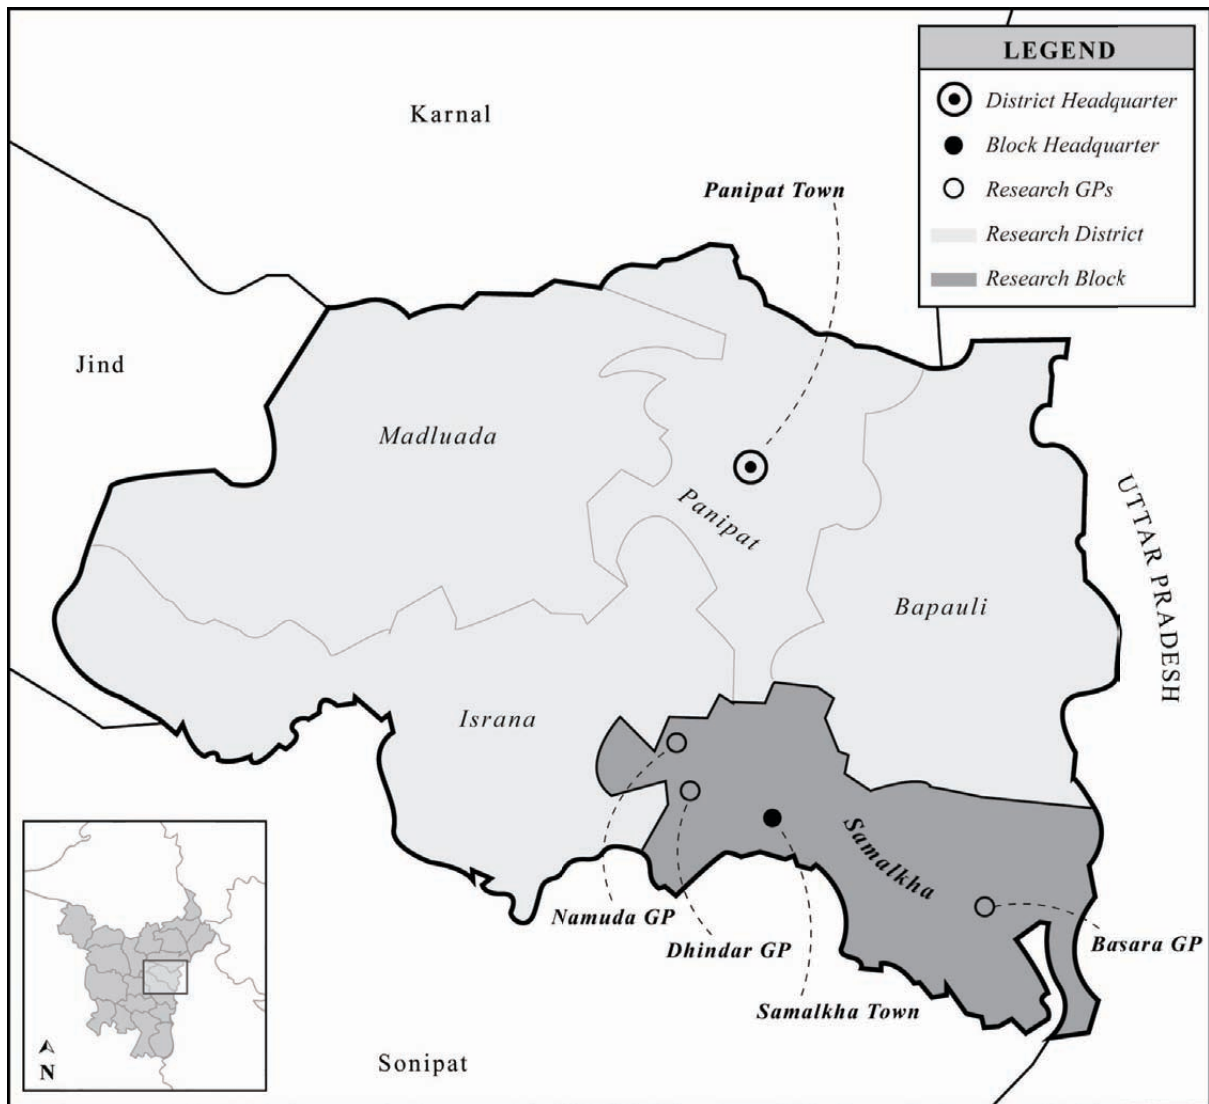 LEGEND
District Headquarter
Block Headquarter
Research GPs
Research District
Research Block
Karnal
Panipat Town
Jind
Madluada
Panipat
UTTAR PRADESH
Bapauli
Israna
Samalkha
Namuda GP
Dhindar GP
Basara GP
Samalkha Town
Sonipat
N